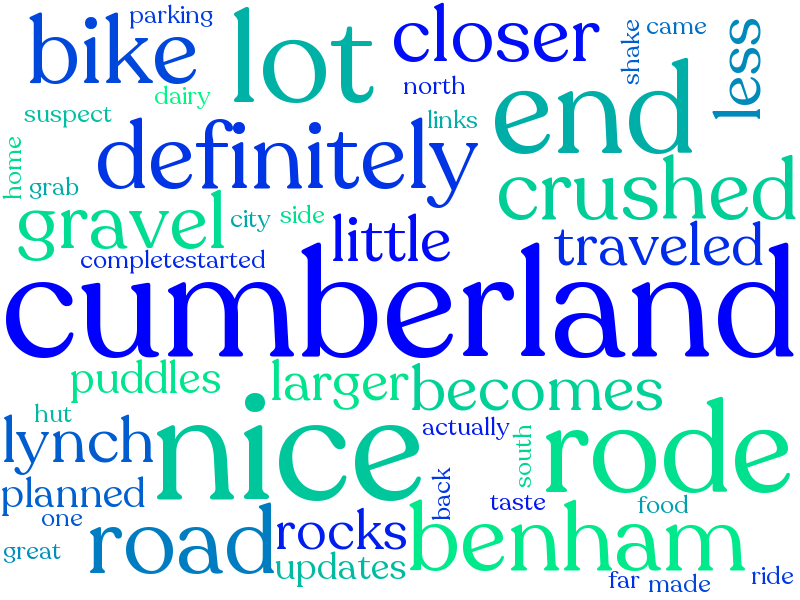 parking
bike
lot
closer
shake
came
less
north
dairy
end
suspect
links
definitely
home
grab
crushed
gravel
city
side
little
traveled
completestarted
cumberland
puddles
larger
becomes
hut
nice
actually
rode
lynch
south
back
planned
taste
food
one
road
rocks
benham
great
updates
far
made
ride